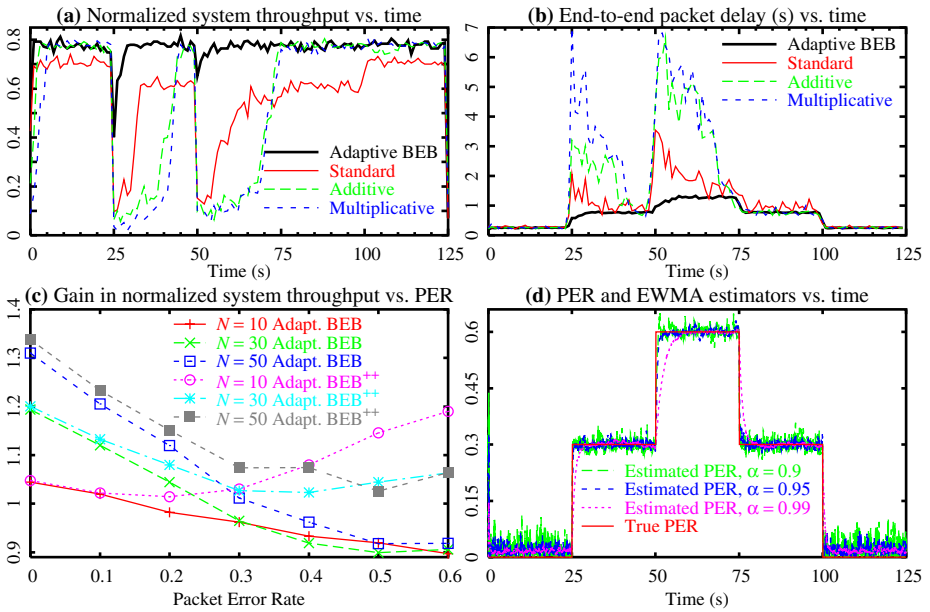 (a) Normalized system throughput vs. time
0.8
0.6
0.4
0.2
0
Adaptive BEB
Standard
Additive
Multiplicative
0 25 50 75 100 125
Time (s)
(b) End-to-end packet delay (s) vs. time
7
6
5
4
3
2
1
0
Adaptive BEB
Standard
Additive
Multiplicative
0 25 50 75 100 125
Time (s)
(c) Gain in normalized system throughput vs. PER
1.4
1.3
1.2
1.1
1
0.9
N = 10 Adapt. BEB
N = 30 Adapt. BEB
N = 50 Adapt. BEB
N = 10 Adapt. BEB++
N = 30 Adapt. BEB++
N = 50 Adapt. BEB++
0 0.1 0.2 0.3 0.4 0.5 0.6
Packet Error Rate
(d) PER and EWMA estimators vs. time
0.6
0.45
0.3
0.15
0
Estimated PER, α = 0.9
Estimated PER, α = 0.95
Estimated PER, α = 0.99
True PER
0 25 50 75 100 125
Time (s)